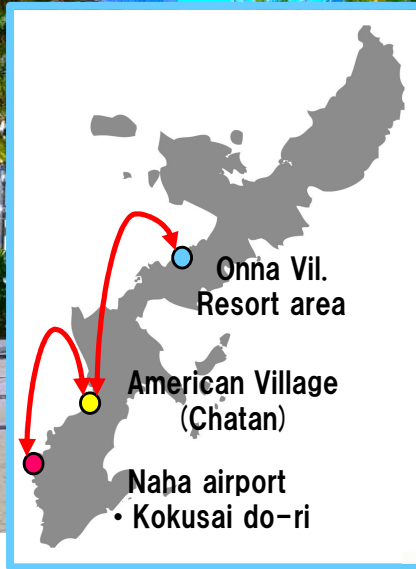 Onna Vil.
Resort area
American Village
(Chatan)
Naha airport
・Kokusai do-ri